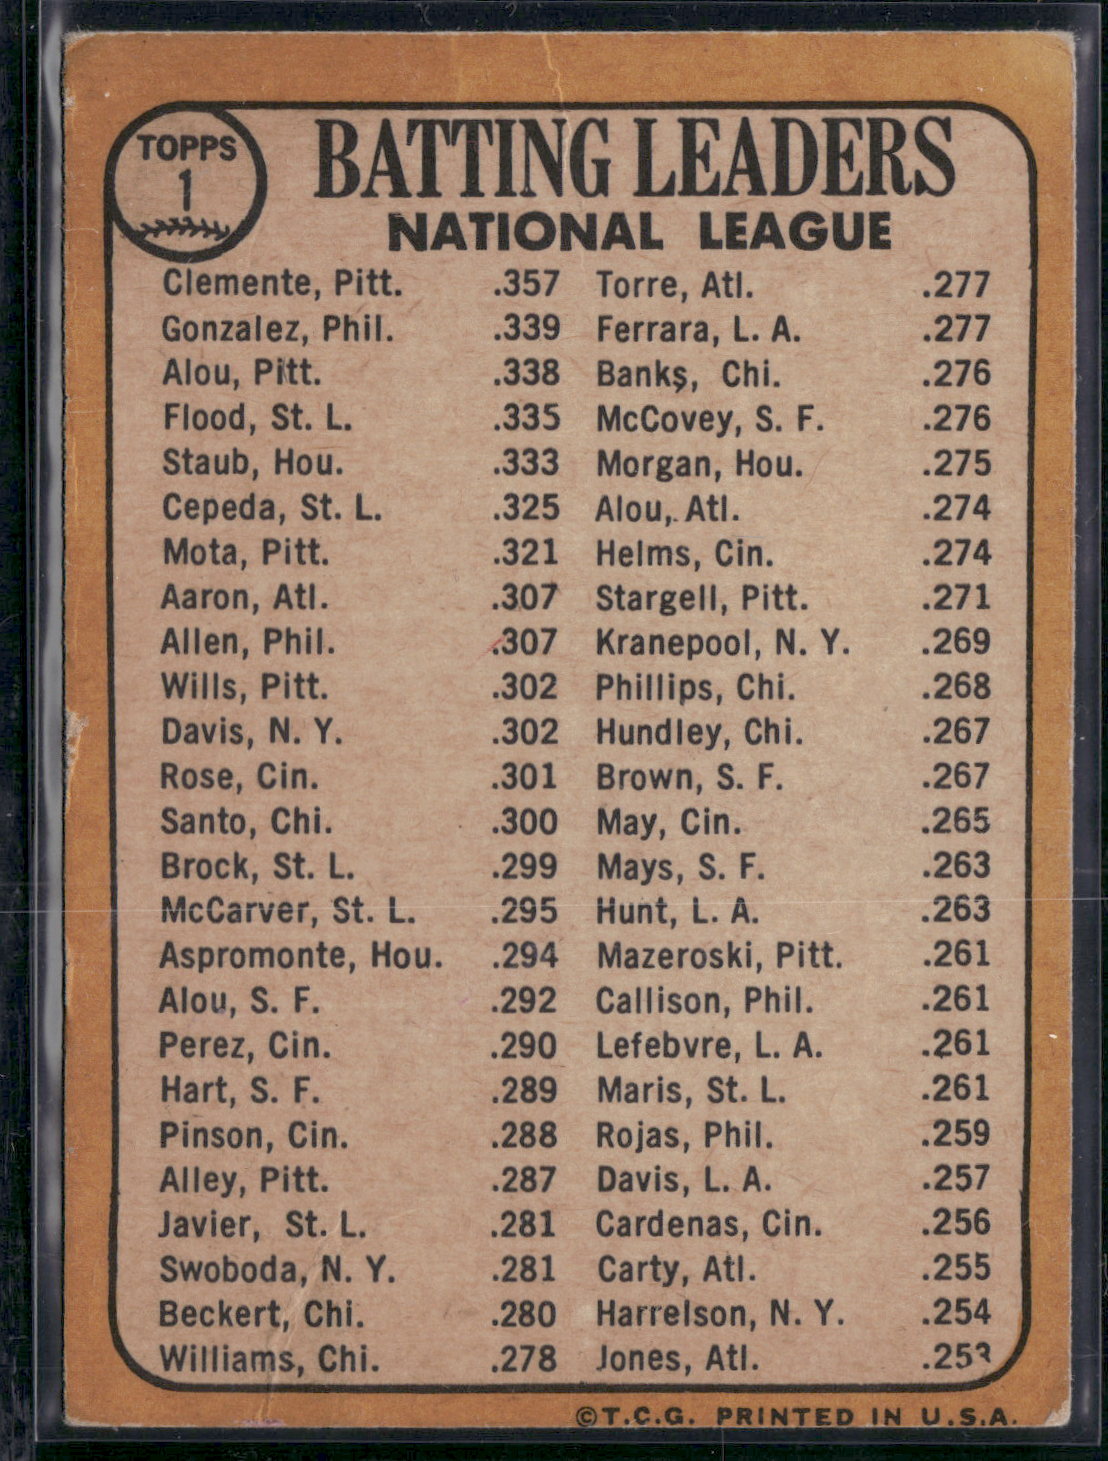 TOPPS
1
BATTING LEADERS
NATIONAL LEAGUE
Clemente, Pitt. .357
Gonzalez, Phil. .339
Alou, Pitt. .338
Flood, St. L. .335
Staub, Hou. .333
Cepeda, St. L. .325
Mota, Pitt. .321
Aaron, Atl. .307
Allen, Phil. .307
Wills, Pitt. .302
Davis, N. Y. .302
Rose, Cin. .301
Santo, Chi. .300
Brock, St. L. .299
McCarver, St. L. .295
Aspromonte, Hou. .294
Alou, S. F. .292
Perez, Cin. .290
Hart, S. F. .289
Pinson, Cin. .288
Alley, Pitt. .287
Javier, St. L. .281
Swoboda, N. Y. .281
Beckert, Chi. .280
Williams, Chi. .278
Torre, Atl. .277
Ferrara, L. A. .277
Banks, Chi. .276
McCovey, S. F. .276
Morgan, Hou. .275
Alou, Atl. .274
Helms, Cin. .274
Stargell, Pitt. .271
Kranepool, N. Y. .269
Phillips, Chi. .268
Hundley, Chi. .267
Brown, S. F. .267
May, Cin. .265
Mays, S. F. .263
Hunt, L. A. .263
Mazeroski, Pitt. .261
Callison, Phil. .261
Lefebvre, L. A. .261
Maris, St. L. .261
Rojas, Phil. .259
Davis, L. A. .257
Cardenas, Cin. .256
Carty, Atl. .255
Harrelson, N. Y. .254
Jones, Atl. .253
©T.C.G. PRINTED IN U.S.A.